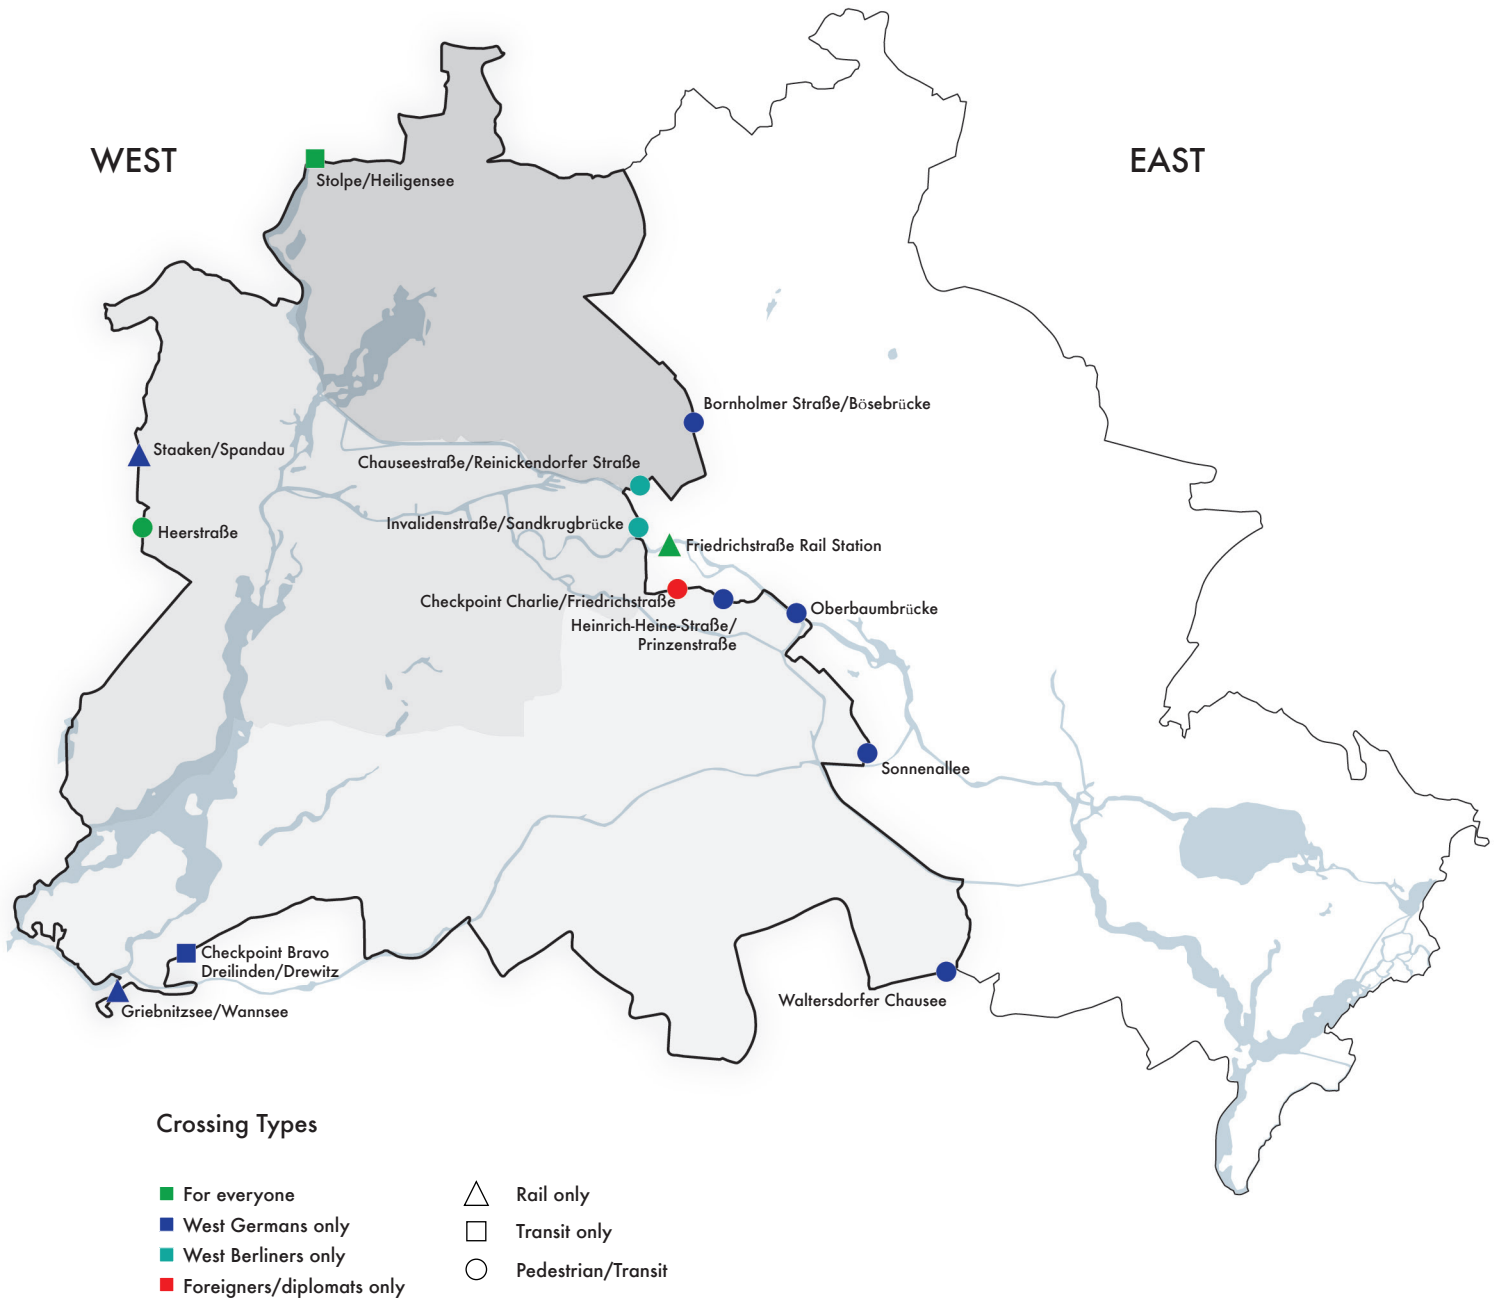 WEST
EAST
Stolpe/Heiligensee
Bornholmer Straße/Bösebrücke
Staaken/Spandau
Chauseestraße/Reinickendorfer Straße
Heerstraße
Invalidenstraße/Sandkrugbrücke
Friedrichstraße Rail Station
Checkpoint Charlie/Friedrichstraße
Oberbaumbrücke
Heinrich-Heine-Straße/
Prinzenstraße
Sonnenallee
Checkpoint Bravo
Dreilinden/Drewitz
Waltersdorfer Chausee
Griebnitzsee/Wannsee
Crossing Types
For everyone
West Germans only
West Berliners only
Foreigners/diplomats only
Rail only
Transit only
Pedestrian/Transit